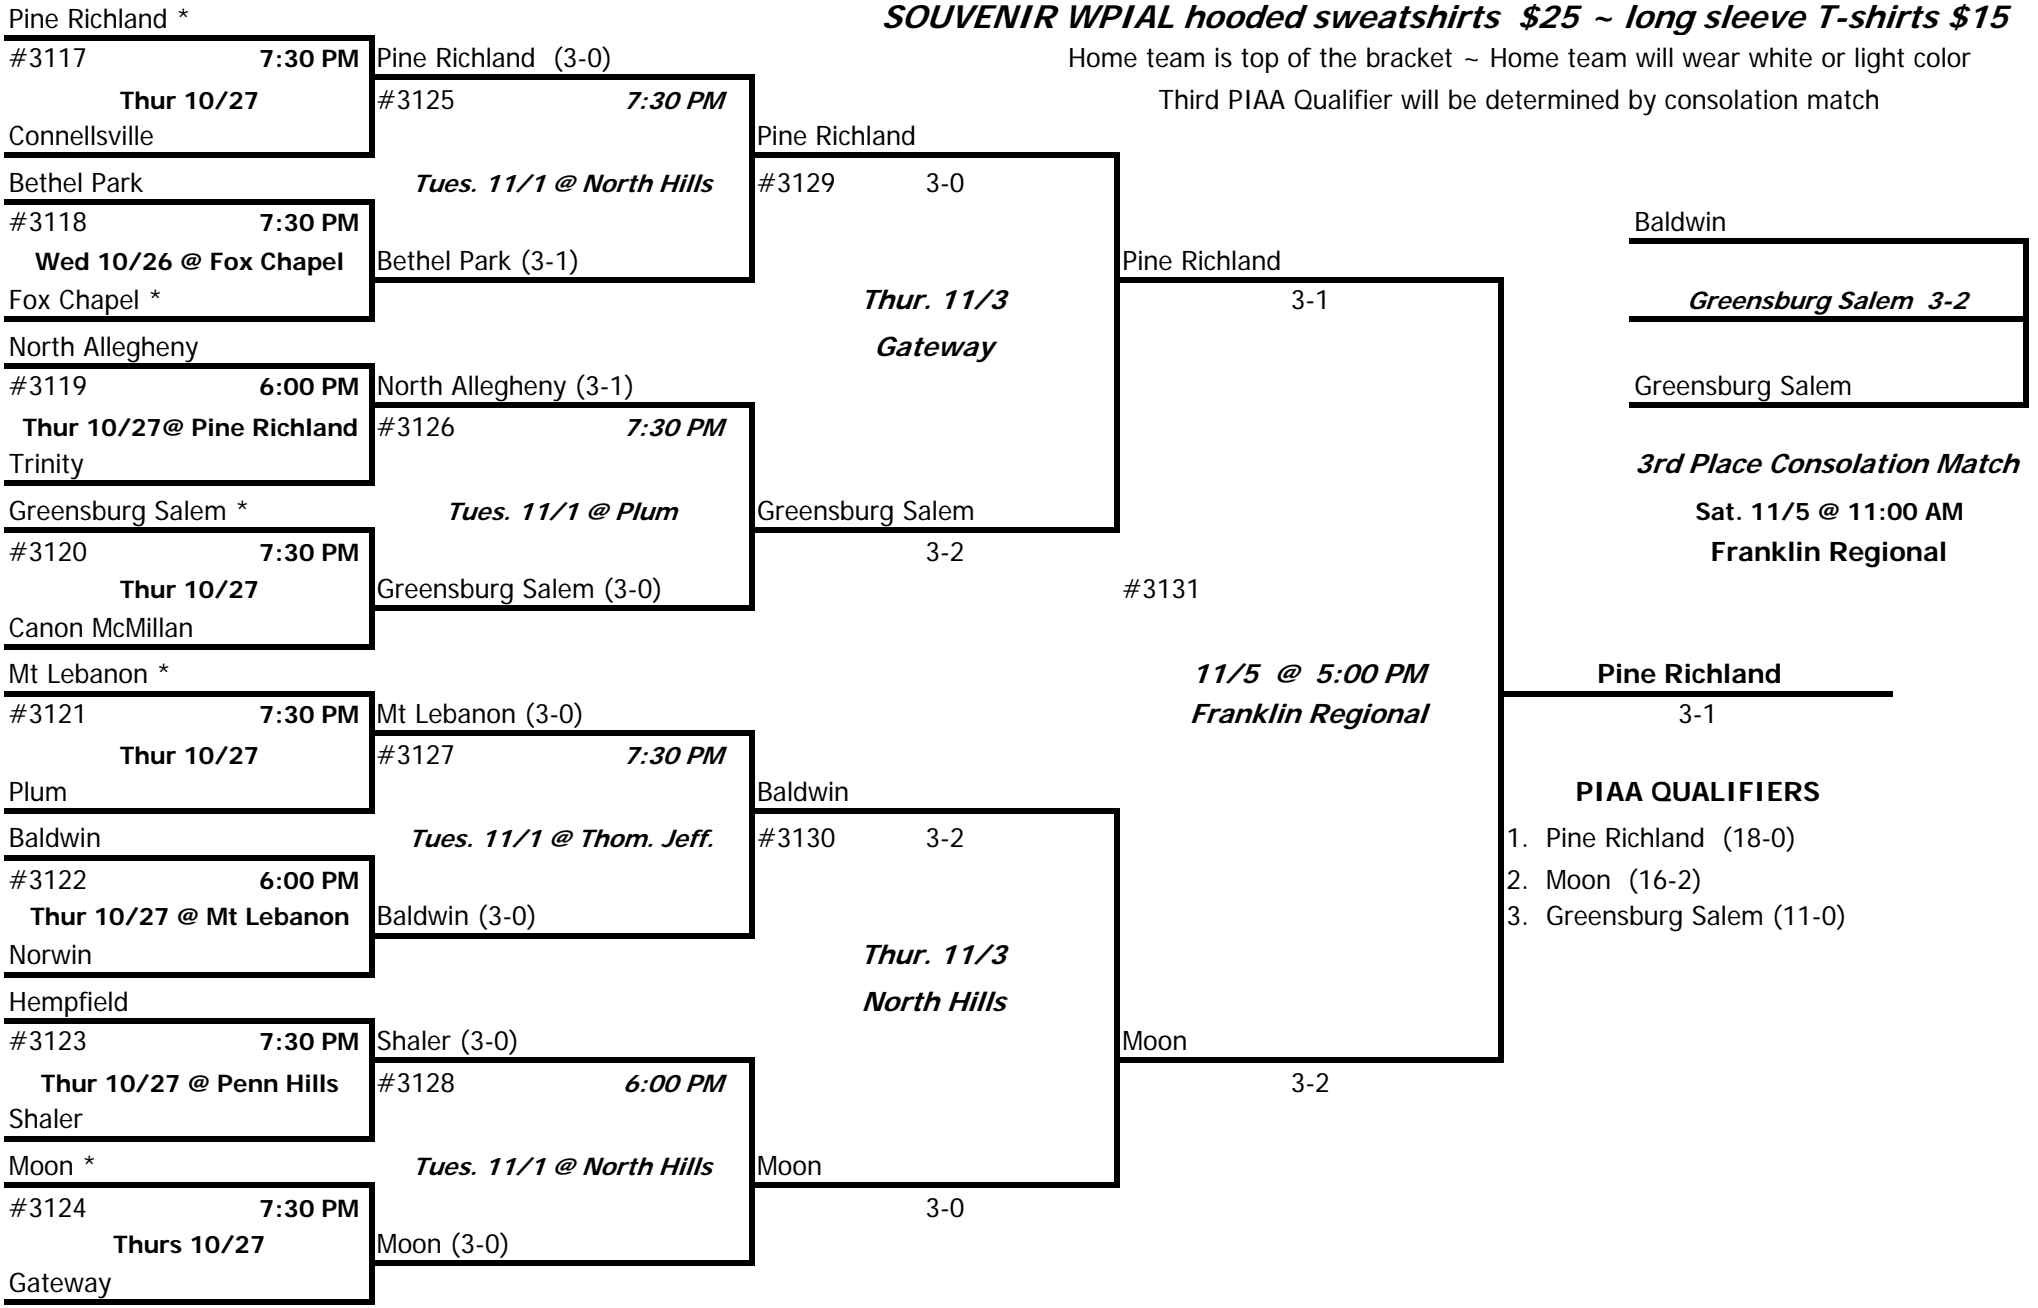 Pine Richland *
SOUVENIR WPIAL hooded sweatshirts $25 ~ long sleeve T-shirts $15
#3117 7:30 PM
Pine Richland (3-0)
Home team is top of the bracket ~ Home team will wear white or light color
Thur 10/27
#3125 7:30 PM
Third PIAA Qualifier will be determined by consolation match
Connellsville
Pine Richland
Bethel Park
Tues. 11/1 @ North Hills
#3129 3-0
#3118 7:30 PM
Baldwin
Wed 10/26 @ Fox Chapel
Bethel Park (3-1)
Pine Richland
Fox Chapel *
Thur. 11/3
3-1
Greensburg Salem 3-2
North Allegheny
Gateway
#3119 6:00 PM
North Allegheny (3-1)
Greensburg Salem
Thur 10/27@ Pine Richland
#3126 7:30 PM
Trinity
3rd Place Consolation Match
Greensburg Salem *
Tues. 11/1 @ Plum
Greensburg Salem
Sat. 11/5 @ 11:00 AM
#3120 7:30 PM
3-2
Franklin Regional
Thur 10/27
Greensburg Salem (3-0)
#3131
Canon McMillan
Mt Lebanon *
11/5 @ 5:00 PM
Pine Richland
#3121 7:30 PM
Mt Lebanon (3-0)
Franklin Regional
3-1
Thur 10/27
#3127 7:30 PM
Plum
Baldwin
PIAA QUALIFIERS
Baldwin
Tues. 11/1 @ Thom. Jeff.
#3130 3-2
1. Pine Richland (18-0)
#3122 6:00 PM
2. Moon (16-2)
Thur 10/27 @ Mt Lebanon
Baldwin (3-0)
3. Greensburg Salem (11-0)
Norwin
Thur. 11/3
Hempfield
North Hills
#3123 7:30 PM
Shaler (3-0)
Moon
Thur 10/27 @ Penn Hills
#3128 6:00 PM
3-2
Shaler
Moon *
Tues. 11/1 @ North Hills
Moon
#3124 7:30 PM
3-0
Thurs 10/27
Moon (3-0)
Gateway